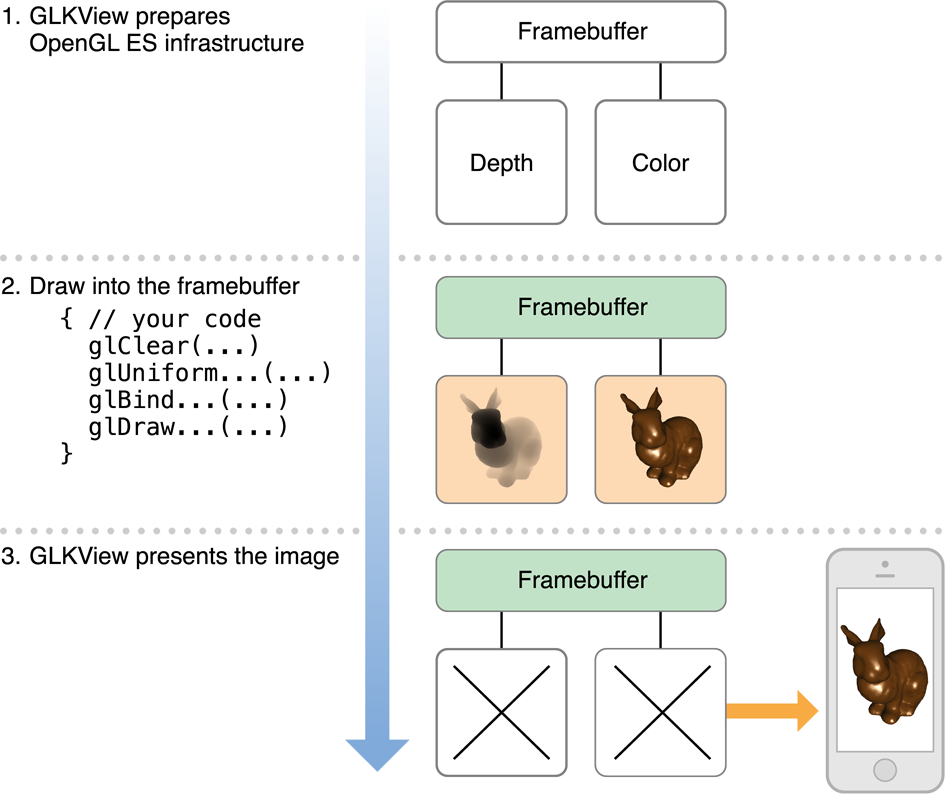 1. GLKView prepares
OpenGL ES infrastructure
Framebuffer
Depth
Color
2. Draw into the framebuffer
{ // your code
glClear(...)
glUniform...(...)
glBind...(...)
glDraw...(...)
}
Framebuffer
3. GLKView presents the image
Framebuffer